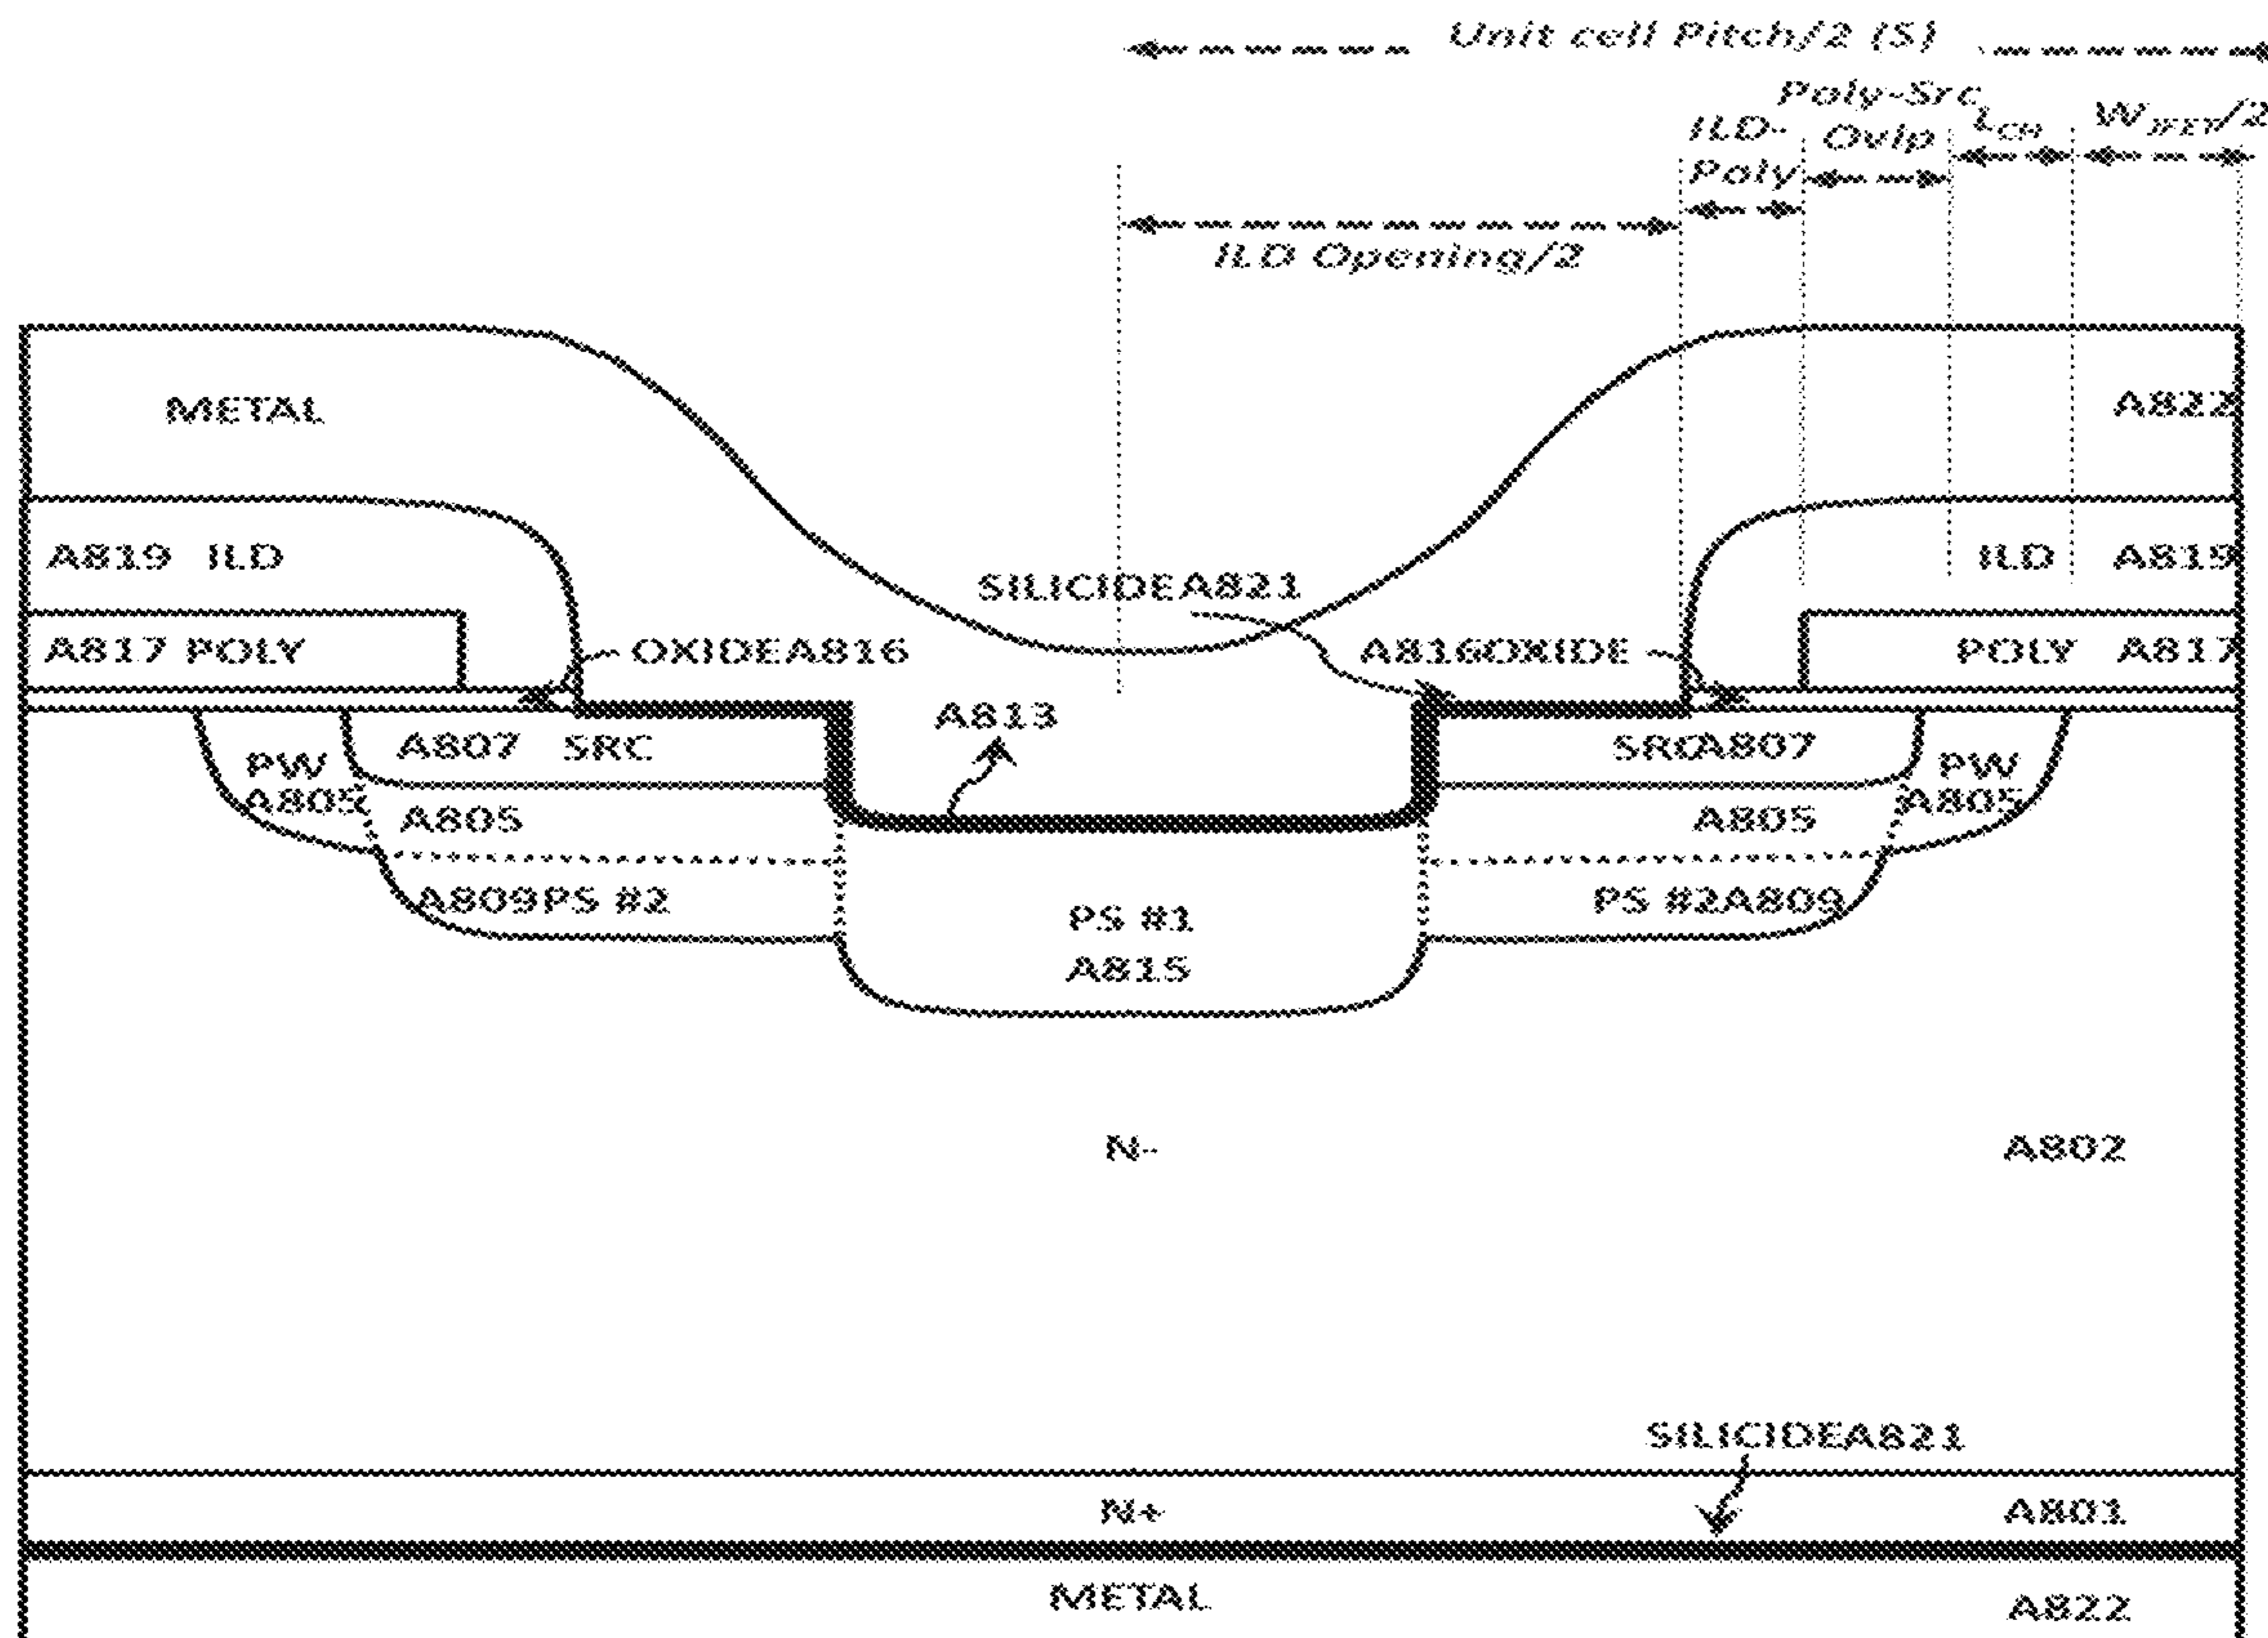 Unit cell Pitch/2 (S)
Poly-Src
Ovlp
ILD-
Poly
LCH
WJFET/2
ILD Opening/2
METAL
A822
A819 ILD
ILD A819
SILICIDEA821
A817 POLY
OXIDEA816
A816OXIDE
POLY A817
A813
A807 SRC
SRCA807
PW
A805
PW
A805
A805
A805
A809PS #2
PS #2A809
PS #1
A815
N-
A802
SILICIDEA821
N+
A801
METAL
A822